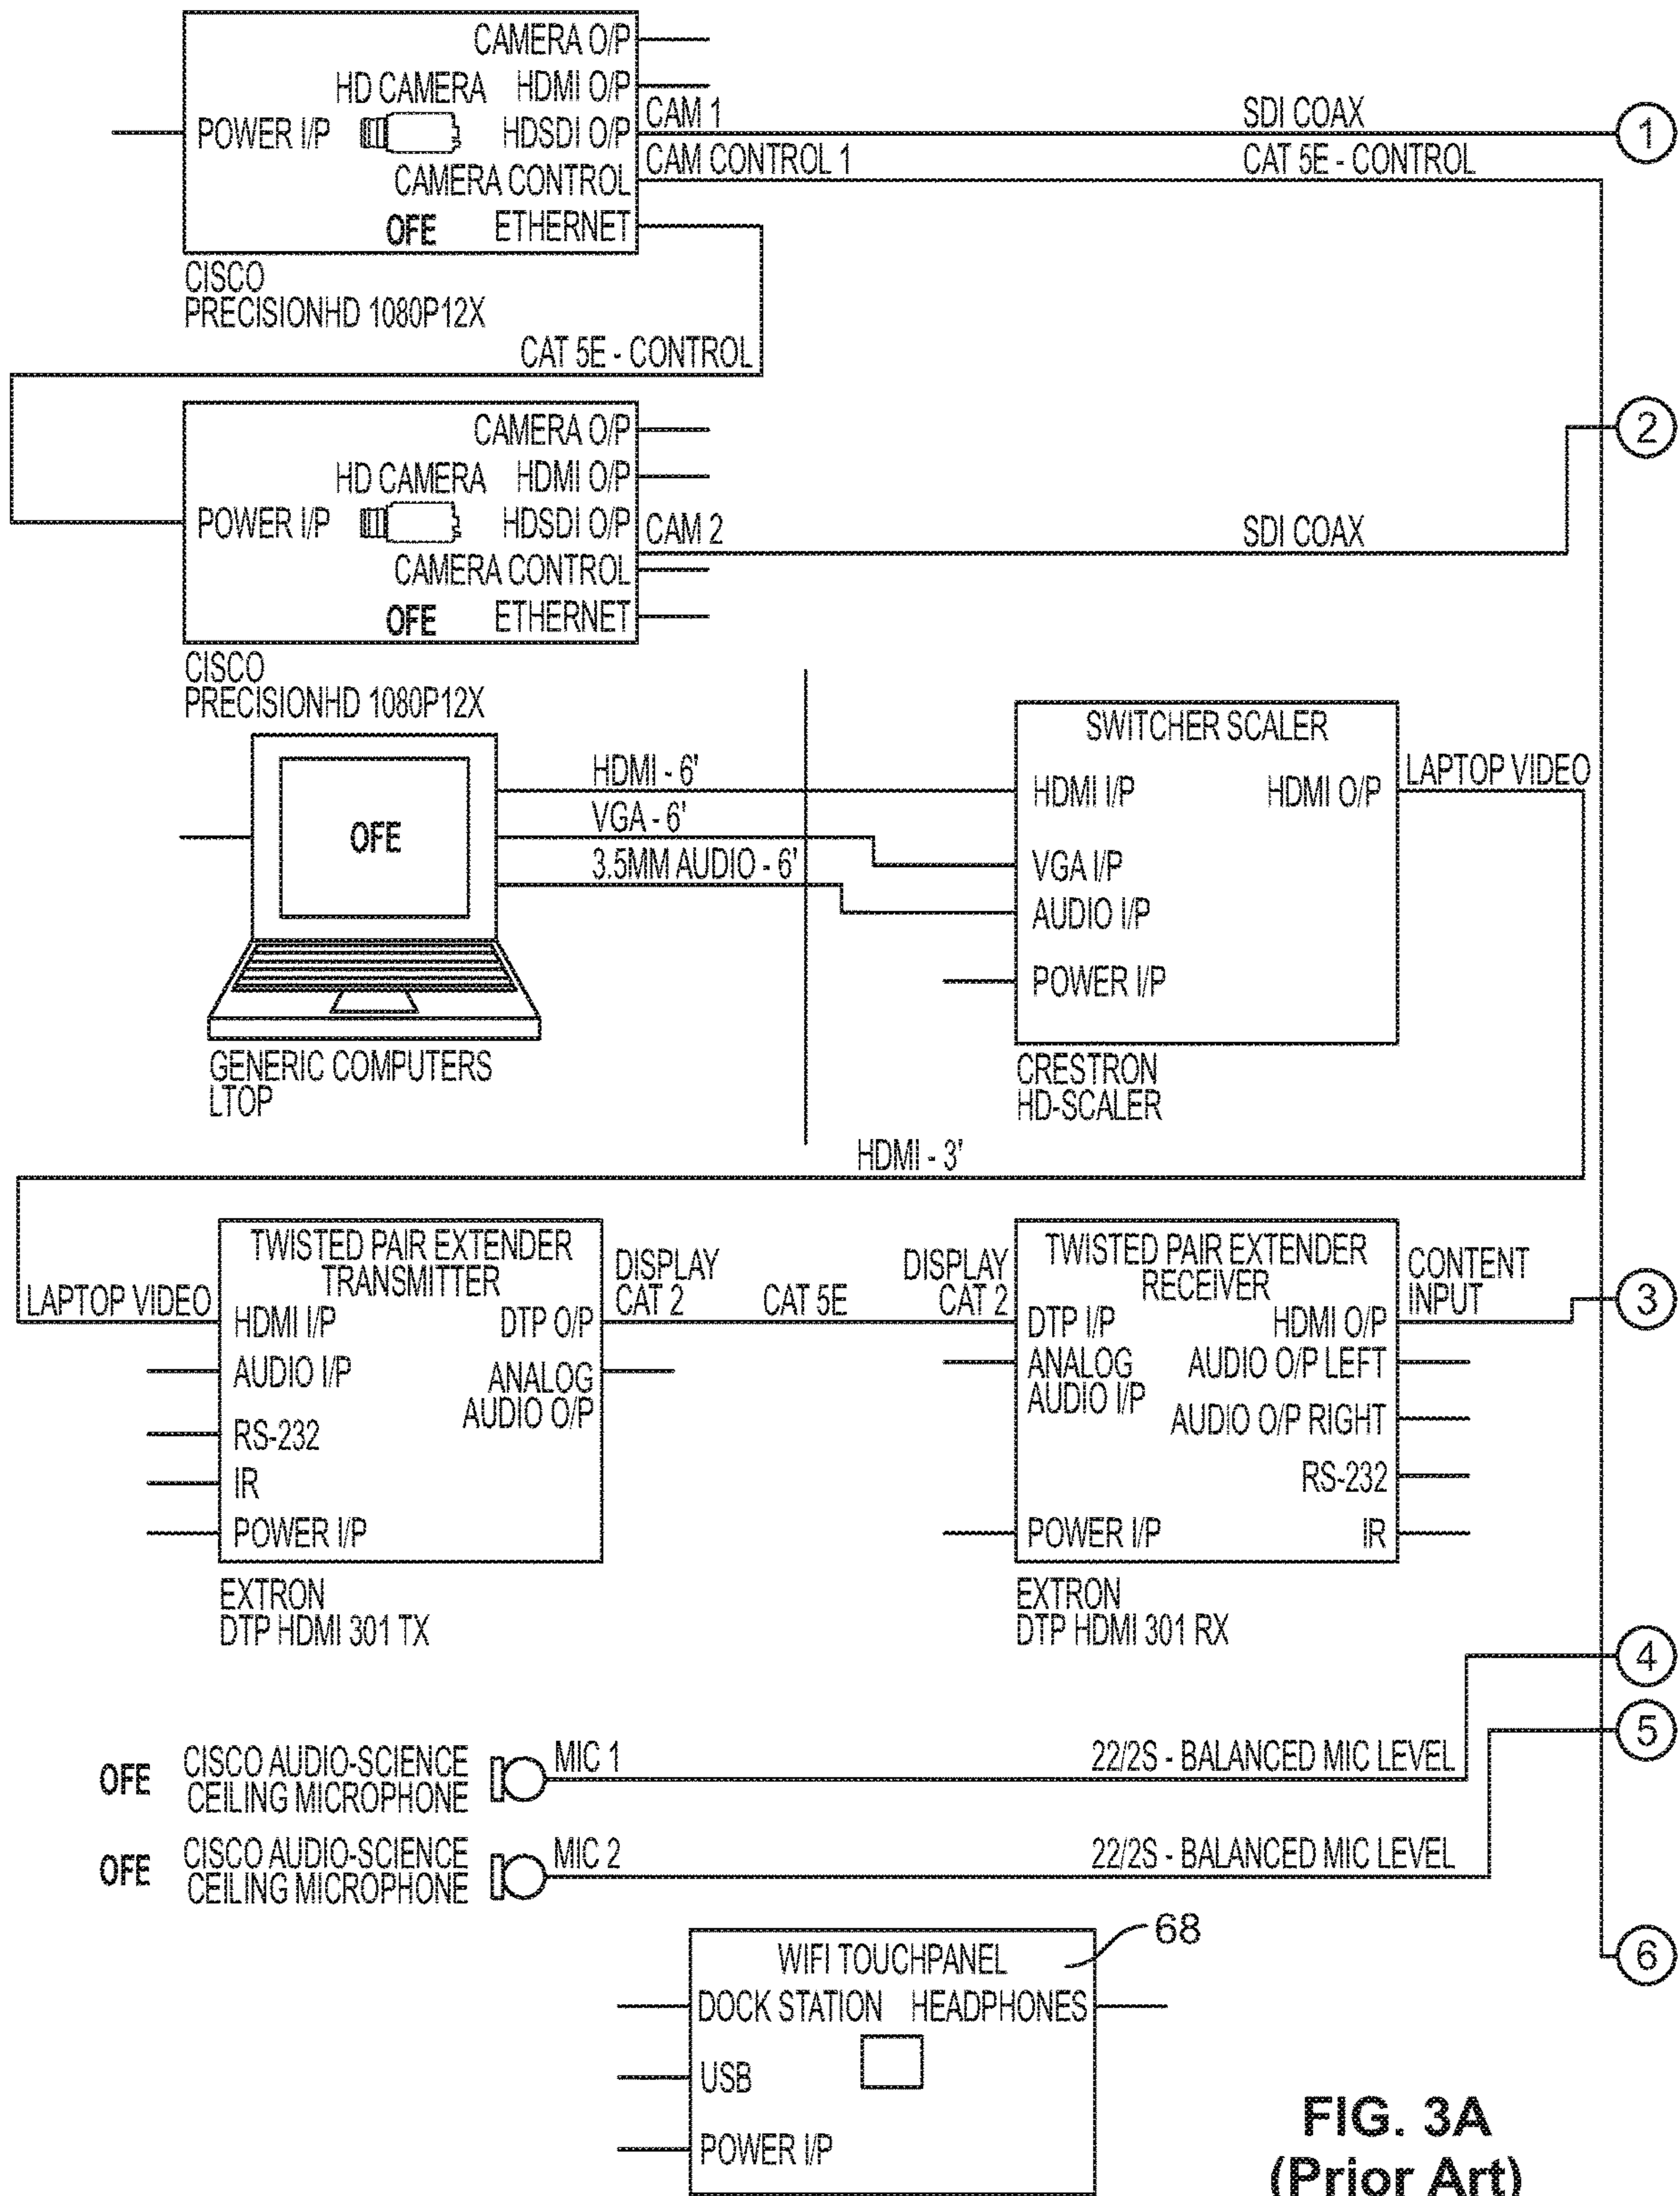 CAMERA O/P
HD CAMERA HDMI O/P
POWER I/P HDSDI O/P
CAM 1
SDI COAX
1
CAMERA CONTROL
CAM CONTROL 1
CAT 5E - CONTROL
OFE ETHERNET
CISCO
PRECISIONHD 1080P12X
CAT 5E - CONTROL
CAMERA O/P
2
HD CAMERA HDMI O/P
POWER I/P HDSDI O/P
CAM 2
SDI COAX
CAMERA CONTROL
OFE ETHERNET
CISCO
PRECISIONHD 1080P12X
OFE
HDMI - 6'
VGA - 6'
3.5MM AUDIO - 6'
GENERIC COMPUTERS
LTOP
SWITCHER SCALER
HDMI I/P HDMI O/P
LAPTOP VIDEO
VGA I/P
AUDIO I/P
POWER I/P
CRESTRON
HD-SCALER
HDMI - 3'
LAPTOP VIDEO
TWISTED PAIR EXTENDER
TRANSMITTER
HDMI I/P DTP O/P
AUDIO I/P ANALOG
AUDIO O/P
RS-232
IR
POWER I/P
EXTRON
DTP HDMI 301 TX
DISPLAY
CAT 2
CAT 5E
DISPLAY
CAT 2
TWISTED PAIR EXTENDER
RECEIVER
DTP I/P HDMI O/P
ANALOG AUDIO O/P LEFT
AUDIO I/P
AUDIO O/P RIGHT
RS-232
POWER I/P IR
EXTRON
DTP HDMI 301 RX
CONTENT
INPUT
3
4
5
OFE CISCO AUDIO-SCIENCE
CEILING MICROPHONE
MIC 1
22/2S - BALANCED MIC LEVEL
OFE CISCO AUDIO-SCIENCE
CEILING MICROPHONE
MIC 2
22/2S - BALANCED MIC LEVEL
6
68
WIFI TOUCHPANEL
DOCK STATION HEADPHONES
USB
POWER I/P
FIG. 3A
(Prior Art)